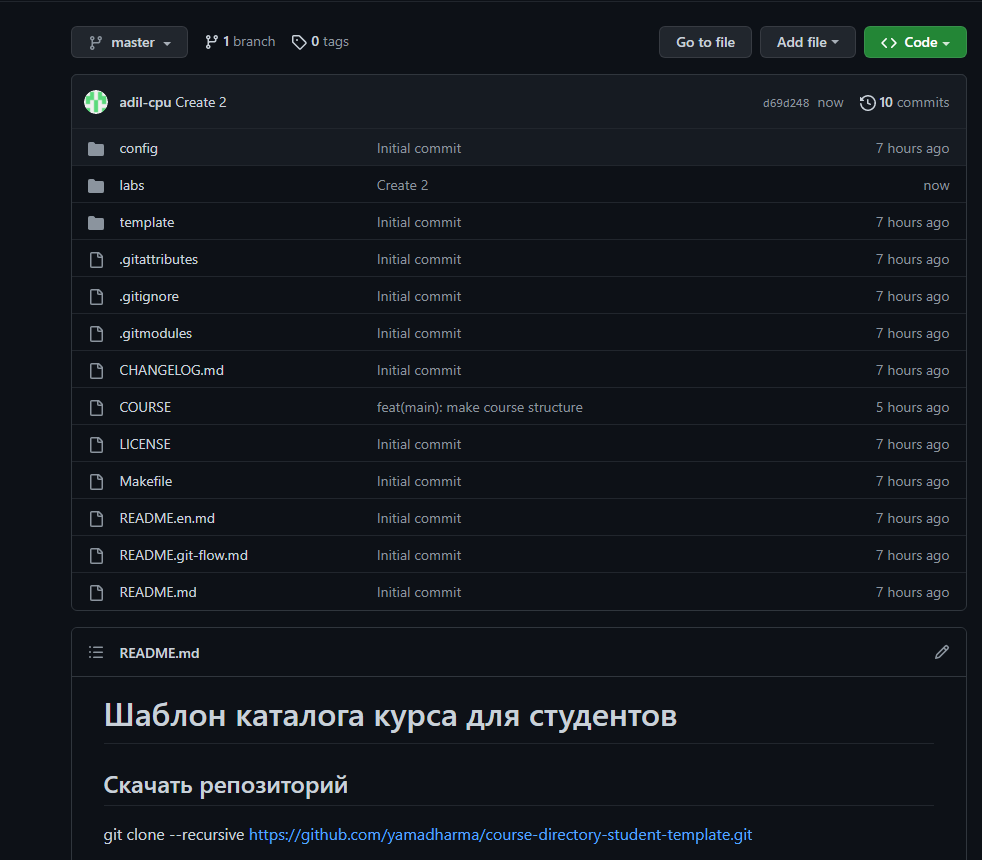 master 1 branch 0 tags Go to file Add file Code
adil-cpu Create 2 d69d248 now 10 commits
config Initial commit 7 hours ago
labs Create 2 now
template Initial commit 7 hours ago
.gitattributes Initial commit 7 hours ago
.gitignore Initial commit 7 hours ago
.gitmodules Initial commit 7 hours ago
CHANGELOG.md Initial commit 7 hours ago
COURSE feat(main): make course structure 5 hours ago
LICENSE Initial commit 7 hours ago
Makefile Initial commit 7 hours ago
README.en.md Initial commit 7 hours ago
README.git-flow.md Initial commit 7 hours ago
README.md Initial commit 7 hours ago
README.md
Шаблон каталога курса для студентов
Скачать репозиторий
git clone --recursive https://github.com/yamadharma/course-directory-student-template.git